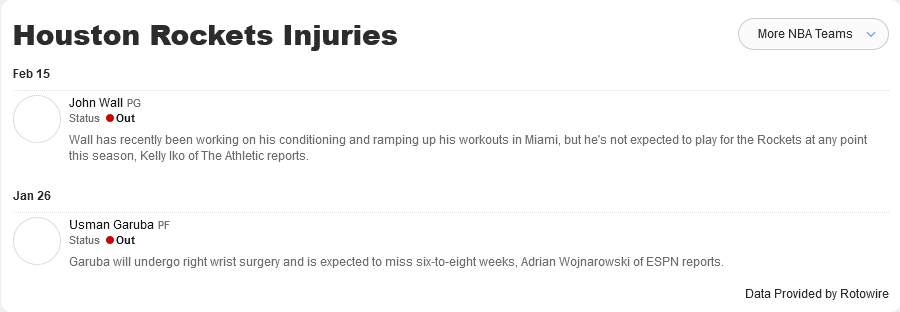 Houston Rockets Injuries
More NBA Teams
Feb 15
John Wall PG
Status Out
Wall has recently been working on his conditioning and ramping up his workouts in Miami, but he's not expected to play for the Rockets at any point
this season, Kelly Iko of The Athletic reports.
Jan 26
Usman Garuba PF
Status Out
Garuba will undergo right wrist surgery and is expected to miss six-to-eight weeks, Adrian Wojnarowski of ESPN reports.
Data Provided by Rotowire